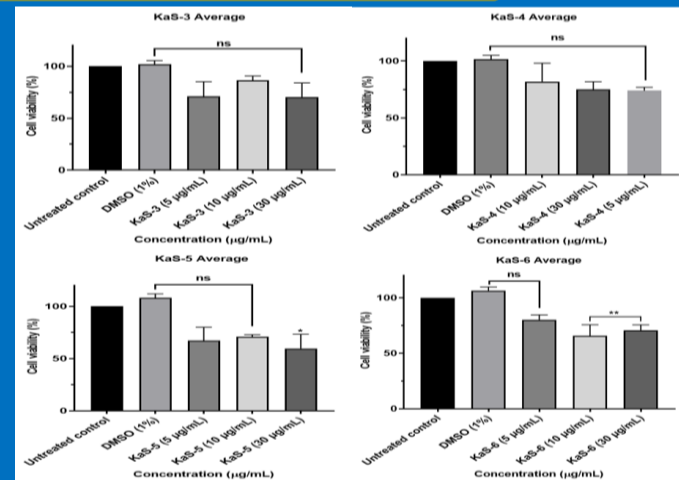 KaS-3 Average
ns
Cell viability (%)
100
50
0
Untreated control
DMSO (1%)
KaS-3 (5 µg/mL)
KaS-3 (10 µg/mL)
KaS-3 (30 µg/mL)
Concentration (µg/mL)
KaS-4 Average
ns
Cell viability (%)
100
50
0
Untreated control
DMSO (1%)
KaS-4 (10 µg/mL)
KaS-4 (30 µg/mL)
KaS-4 (5 µg/mL)
Concentration (µg/mL)
KaS-5 Average
ns
*
Cell viability (%)
100
50
0
Untreated control
DMSO (1%)
KaS-5 (5 µg/mL)
KaS-5 (10 µg/mL)
KaS-5 (30 µg/mL)
Concentration (µg/mL)
KaS-6 Average
ns
**
Cell viability (%)
100
50
0
Untreated control
DMSO (1%)
KaS-6 (5 µg/mL)
KaS-6 (10 µg/mL)
KaS-6 (30 µg/mL)
Concentration (µg/mL)